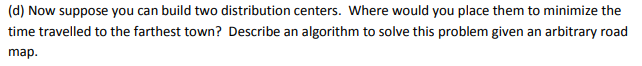 (d) Now suppose you can build two distribution centers.  Where would you place them to minimize the
time travelled to the farthest town?  Describe an algorithm to solve this problem given an arbitrary road
map.